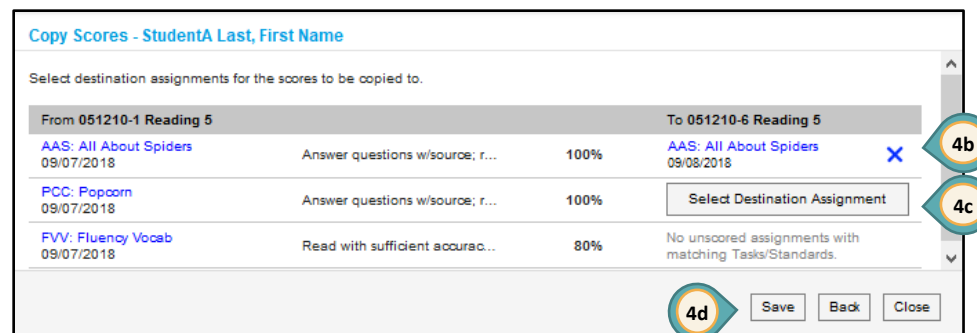 Copy Scores - StudentA Last, First Name
Select destination assignments for the scores to be copied to.
From 051210-1 Reading 5 To 051210-6 Reading 5
AAS: All About Spiders Answer questions w/source; r... 100% AAS: All About Spiders
09/07/2018 09/08/2018
4b
PCC: Popcorn Answer questions w/source; r... 100% Select Destination Assignment
09/07/2018
4c
FVV: Fluency Vocab Read with sufficient accurac... 80% No unscored assignments with
09/07/2018 matching Tasks/Standards.
4d Save Back Close